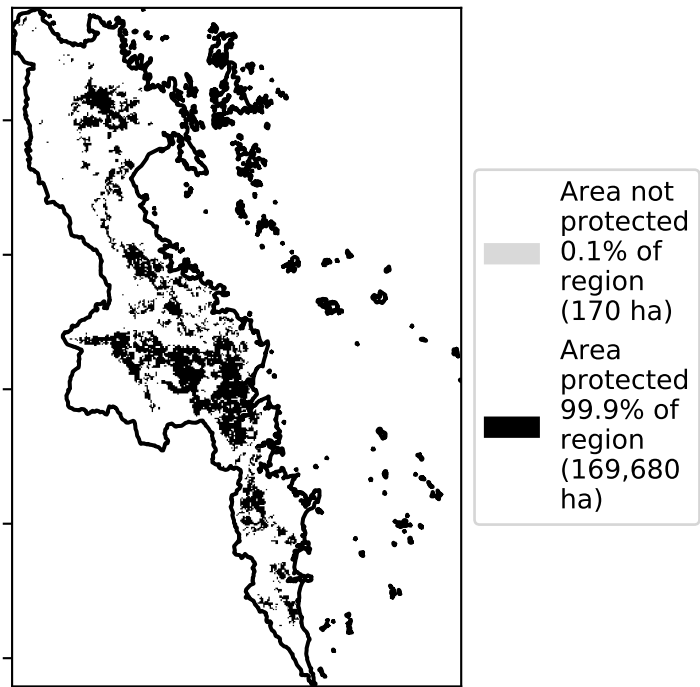 Area not
protected
0.1% of
region
(170 ha)
Area
protected
99.9% of
region
(169,680
ha)